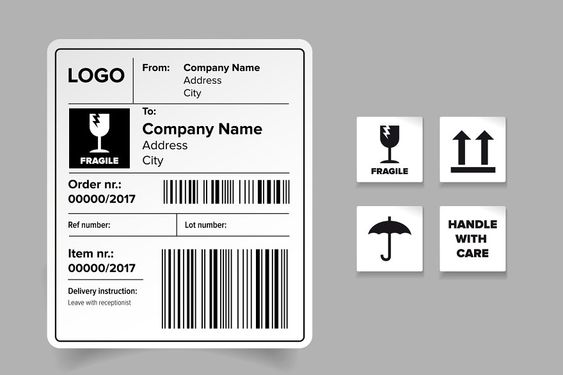 LOGO
From: Company Name
Address
City
To:
Company Name
Address
City
FRAGILE
Order nr.:
00000/2017
Ref number:
Lot number:
Item nr.:
00000/2017
Delivery instruction:
Leave with receptionist
FRAGILE
HANDLE
WITH
CARE